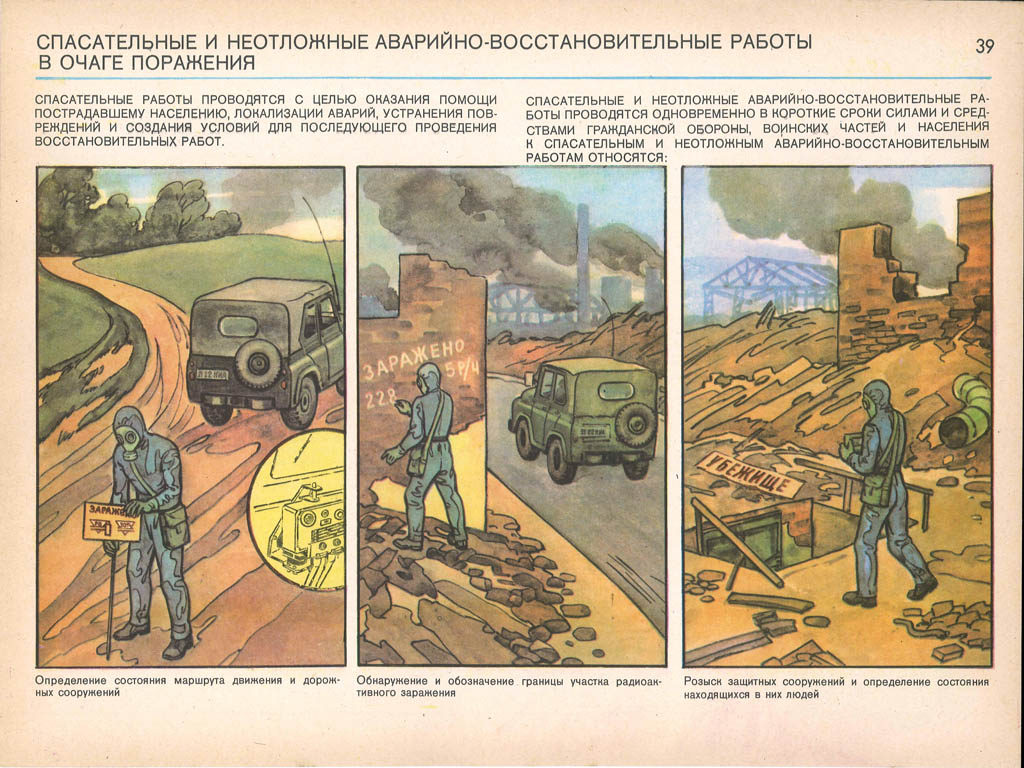 СПАСАТЕЛЬНЫЕ И НЕОТЛОЖНЫЕ АВАРИЙНО-ВОССТАНОВИТЕЛЬНЫЕ РАБОТЫ
В ОЧАГЕ ПОРАЖЕНИЯ
39
СПАСАТЕЛЬНЫЕ РАБОТЫ ПРОВОДЯТСЯ С ЦЕЛЬЮ ОКАЗАНИЯ ПОМОЩИ
ПОСТРАДАВШЕМУ НАСЕЛЕНИЮ, ЛОКАЛИЗАЦИИ АВАРИЙ, УСТРАНЕНИЯ ПОВ-
РЕЖДЕНИЙ И СОЗДАНИЯ УСЛОВИЙ ДЛЯ ПОСЛЕДУЮЩЕГО ПРОВЕДЕНИЯ
ВОССТАНОВИТЕЛЬНЫХ РАБОТ.
СПАСАТЕЛЬНЫЕ И НЕОТЛОЖНЫЕ АВАРИЙНО-ВОССТАНОВИТЕЛЬНЫЕ РА-
БОТЫ ПРОВОДЯТСЯ ОДНОВРЕМЕННО В КОРОТКИЕ СРОКИ СИЛАМИ И СРЕД-
СТВАМИ ГРАЖДАНСКОЙ ОБОРОНЫ, ВОИНСКИХ ЧАСТЕЙ И НАСЕЛЕНИЯ
К СПАСАТЕЛЬНЫМ И НЕОТЛОЖНЫМ АВАРИЙНО-ВОССТАНОВИТЕЛЬНЫМ
РАБОТАМ ОТНОСЯТСЯ:
ЗАРАЖЕНО
ЗАРАЖЕНО
5Р/Ч
228
УБЕЖИЩЕ
Определение состояния маршрута движения и дорож-
ных сооружений
Обнаружение и обозначение границы участка радиоак-
тивного заражения
Розыск защитных сооружений и определение состояния
находящихся в них людей